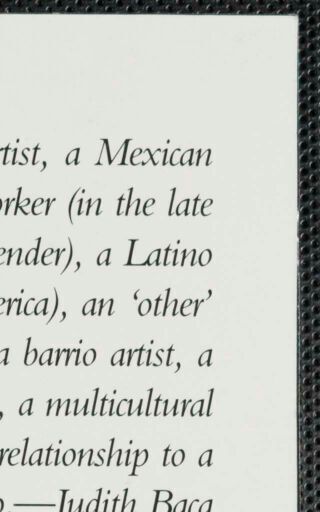 rtist, a Mexican
orker (in the late
ender), a Latino
erica), an ‘other’
a barrio artist, a
, a multicultural
relationship to a
—Judith Baca